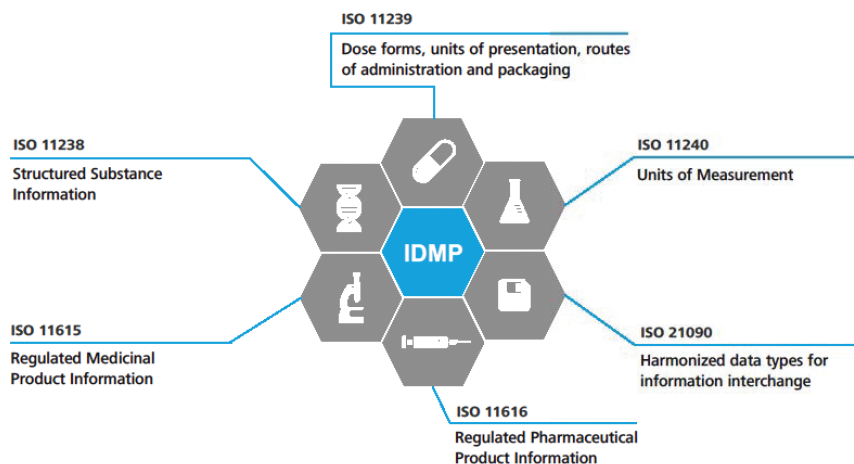 ISO 11239
Dose forms, units of presentation, routes
of administration and packaging
ISO 11238
Structured Substance
Information
ISO 11240
Units of Measurement
IDMP
ISO 11615
Regulated Medicinal
Product Information
ISO 21090
Harmonized data types for
information interchange
ISO 11616
Regulated Pharmaceutical
Product Information